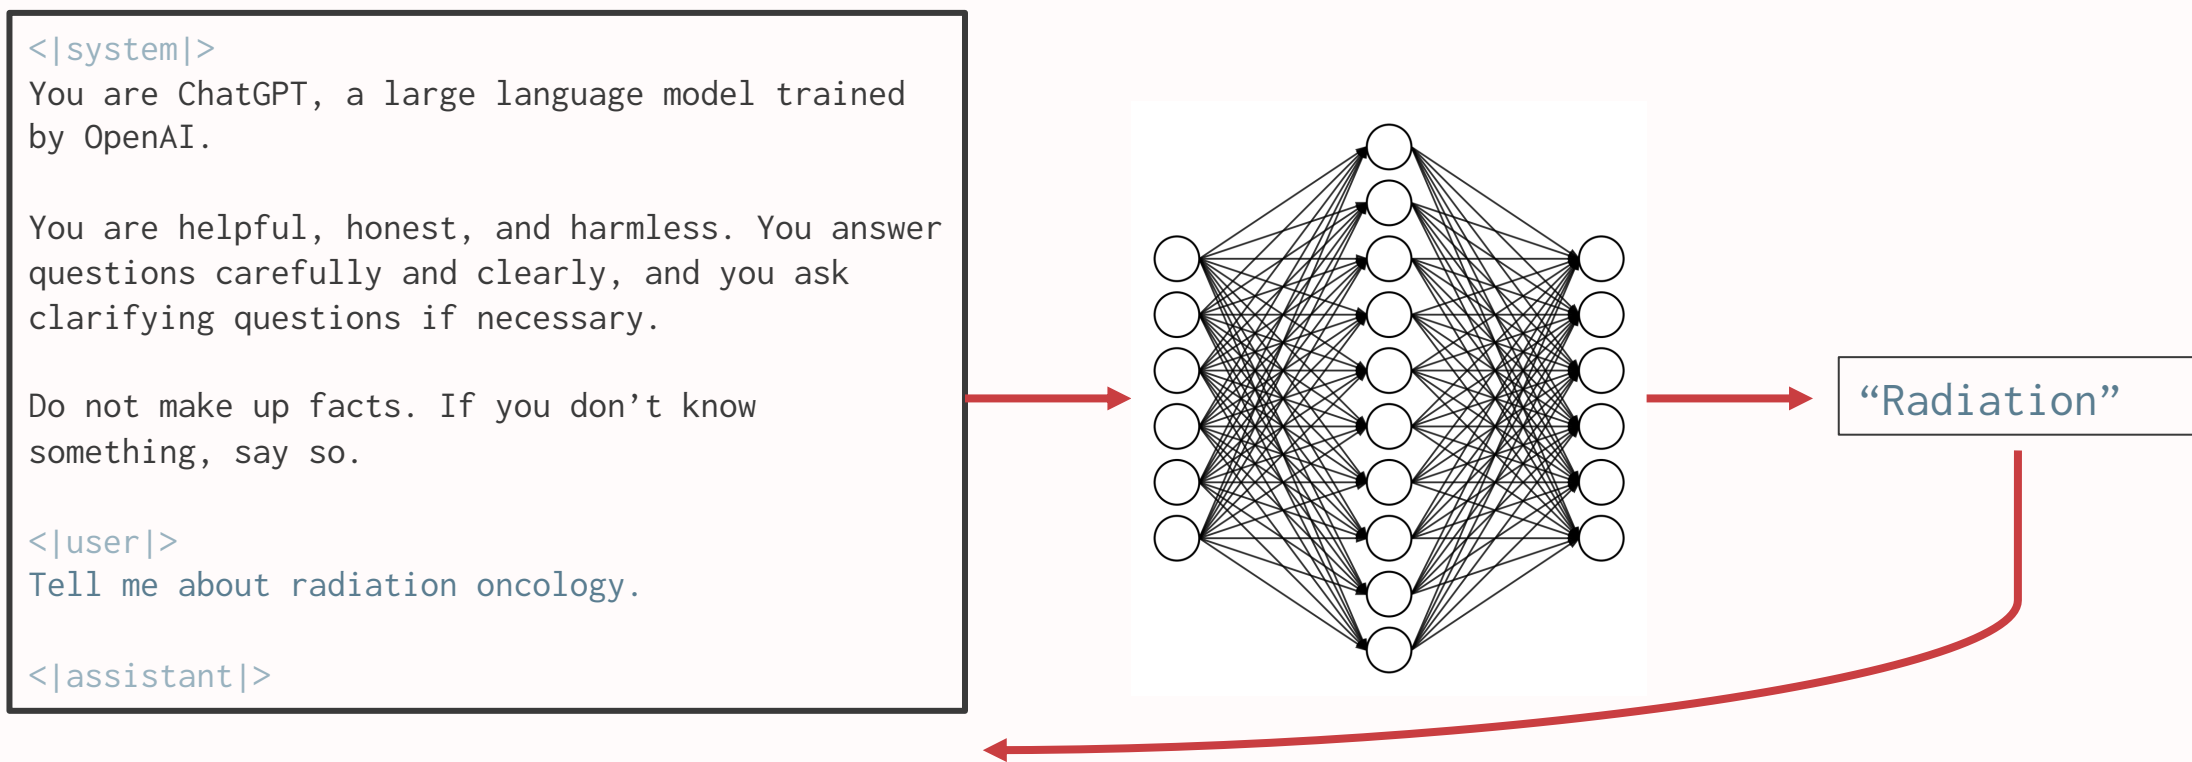 <|system|>
You are ChatGPT, a large language model trained
by OpenAI.
You are helpful, honest, and harmless. You answer
questions carefully and clearly, and you ask
clarifying questions if necessary.
Do not make up facts. If you don’t know
something, say so.
<|user|>
Tell me about radiation oncology.
<|assistant|>
“Radiation”